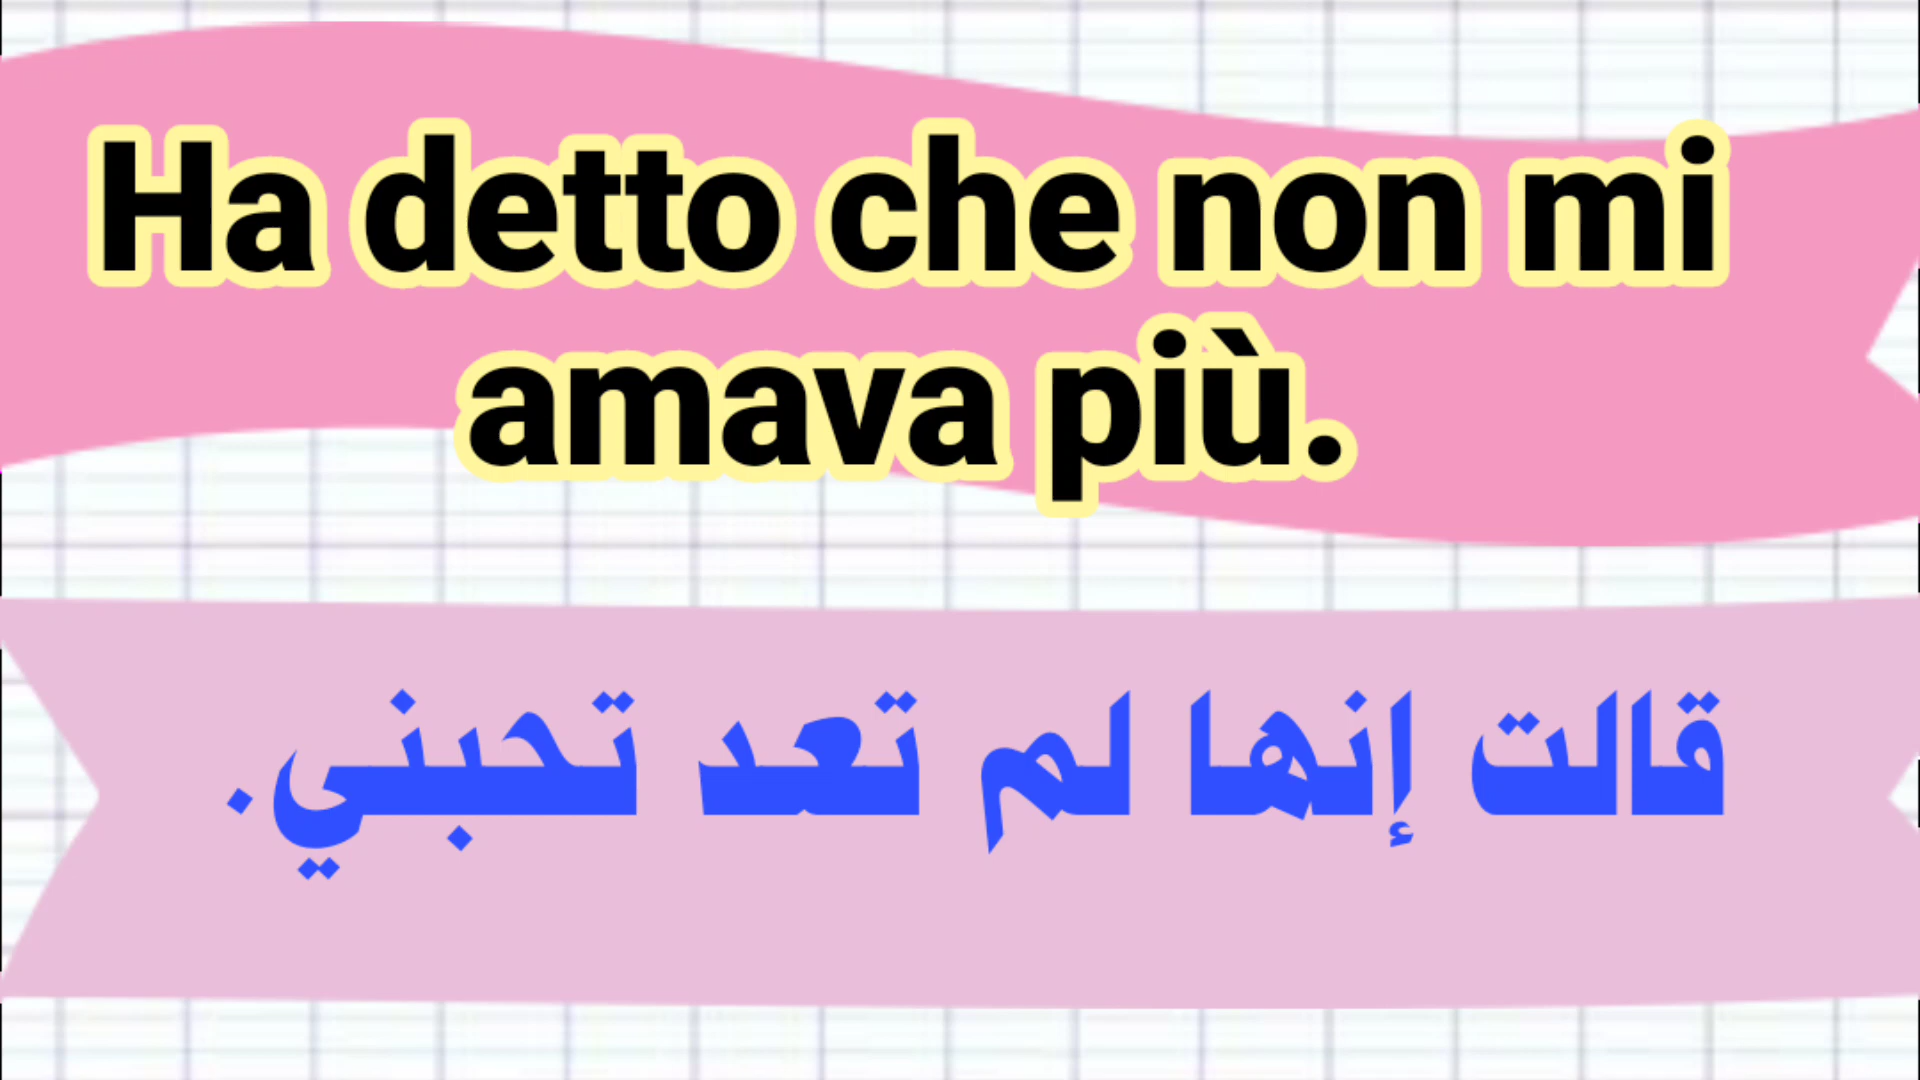 Ha detto che non mi
amava più.
قالت إنها لم تعد تحبني.